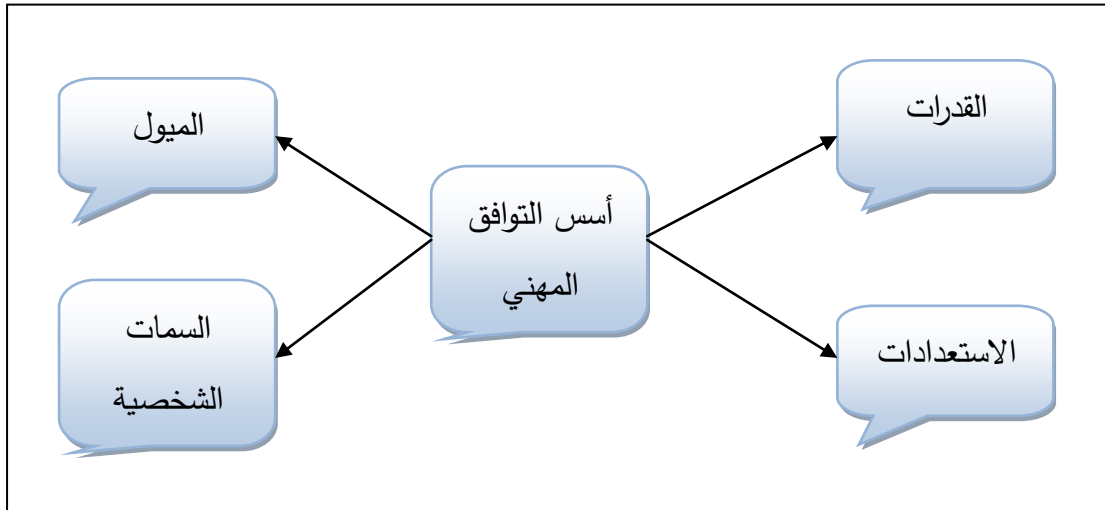 القدرات
الميول
أسس التوافق
المهني
الاستعدادات
السمات
الشخصية